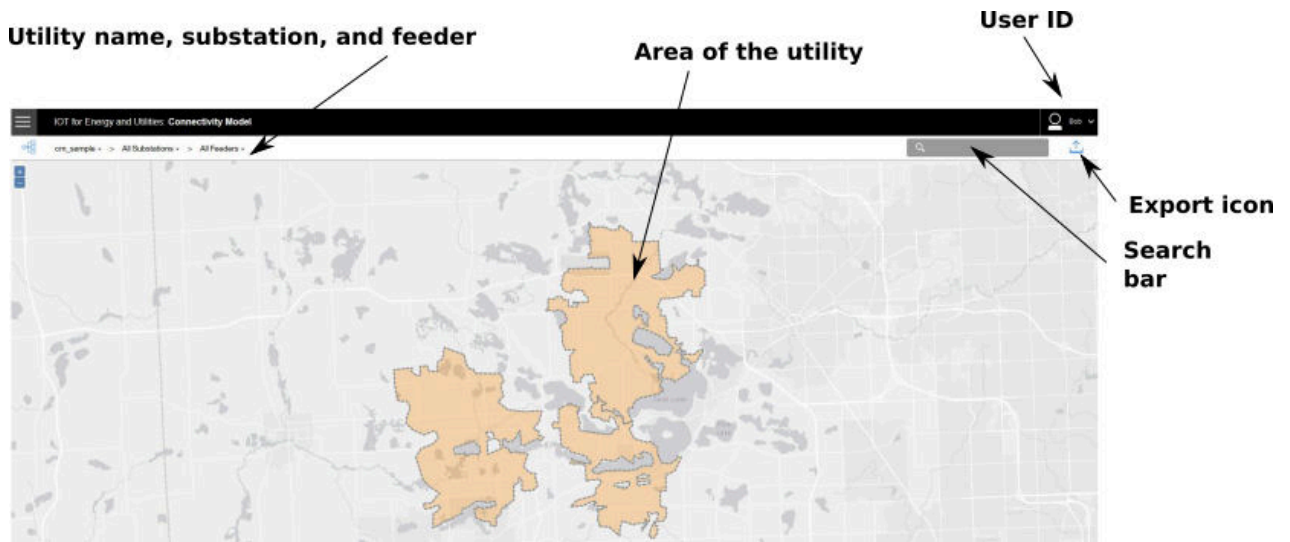 User ID
Utility name, substation, and feeder
Area of the utility
IOT for Energy and Utilities: Connectivity Model
Bob
cm_sample > All Substations > All Feeders
+
-
Export icon
Search
bar